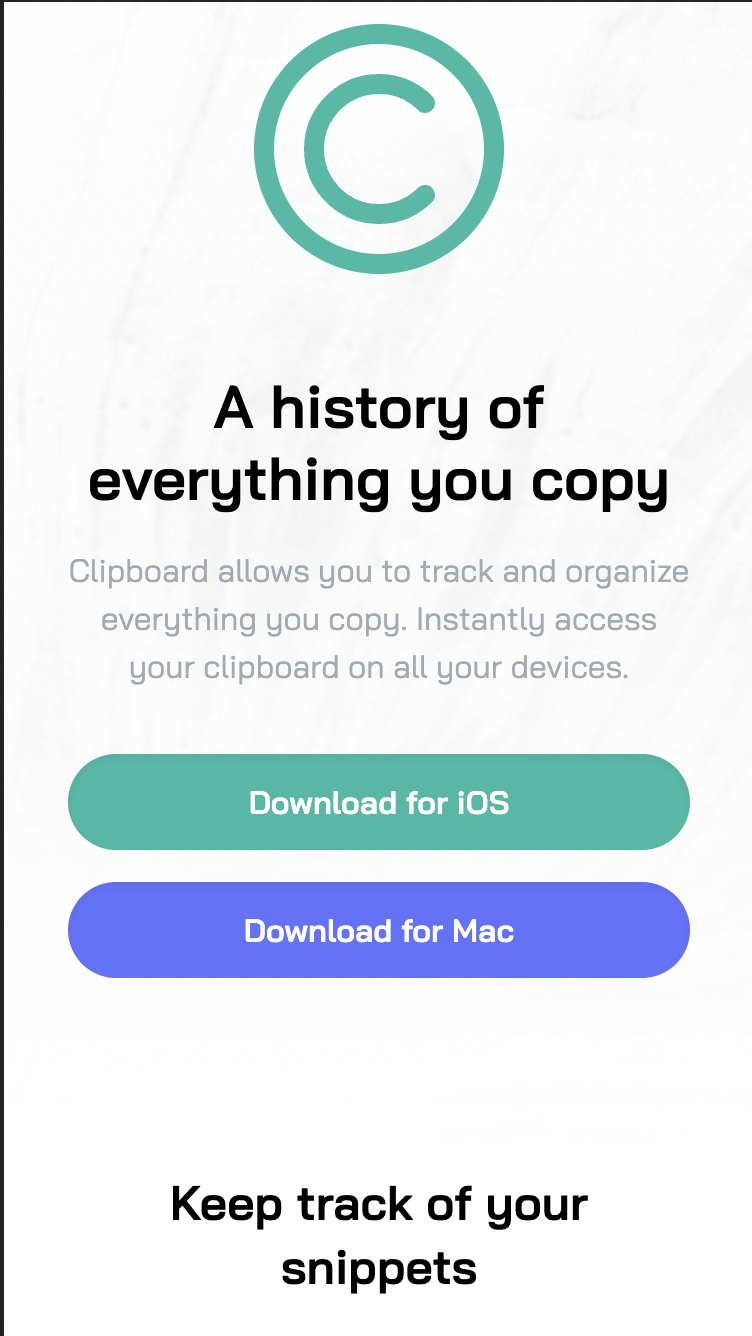 A history of
everything you copy
Clipboard allows you to track and organize
everything you copy. Instantly access
your clipboard on all your devices.
Download for iOS
Download for Mac
Keep track of your
snippets